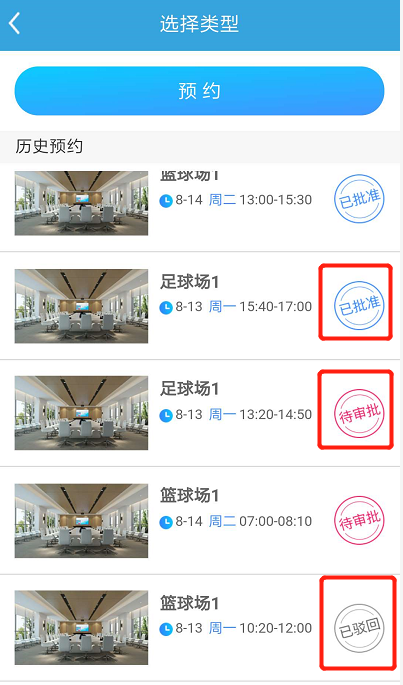 选择类型
预约
历史预约
篮球场1
8-14 周二 13:00-15:30
已批准
足球场1
8-13 周一 15:40-17:00
已批准
足球场1
8-13 周一 13:20-14:50
待审批
篮球场1
8-14 周二 07:00-08:10
待审批
篮球场1
8-13 周一 10:20-12:00
已驳回